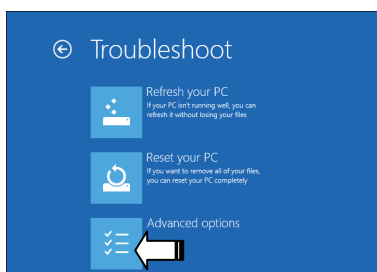 Troubleshoot
Refresh your PC
If your PC isn't running well, you can
refresh it without losing your files
Reset your PC
If you want to remove all of your files,
you can reset your PC completely
Advanced options